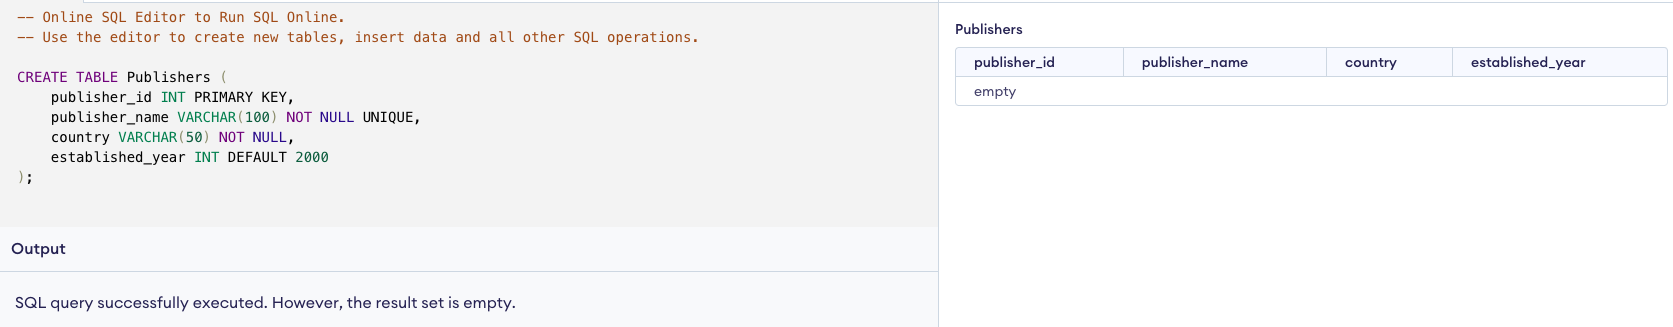 -- Online SQL Editor to Run SQL Online.
-- Use the editor to create new tables, insert data and all other SQL operations.
CREATE TABLE Publishers (
    publisher_id INT PRIMARY KEY,
    publisher_name VARCHAR(100) NOT NULL UNIQUE,
    country VARCHAR(50) NOT NULL,
    established_year INT DEFAULT 2000
);
Output
SQL query successfully executed. However, the result set is empty.
Publishers
publisher_id publisher_name country established_year
empty